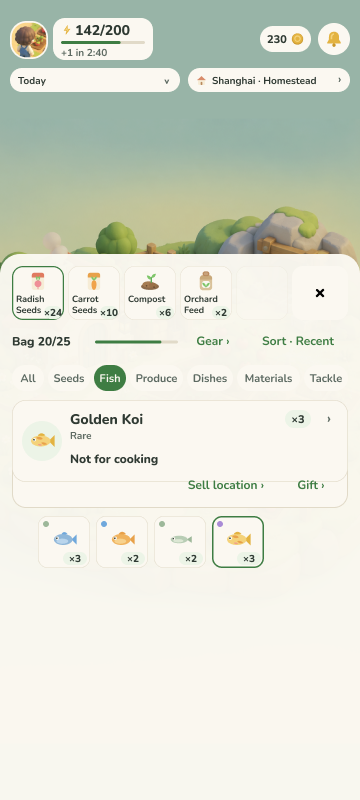 142/200
+1 in 2:40
230
Today
Shanghai · Homestead ›
Radish Seeds ×24
Carrot Seeds ×10
Compost ×6
Orchard Feed ×2
×
Bag 20/25
Gear ›
Sort · Recent
All
Seeds
Fish
Produce
Dishes
Materials
Tackle
Golden Koi
×3 ›
Rare
Not for cooking
Sell location ›
Gift ›
×3
×2
×2
×3